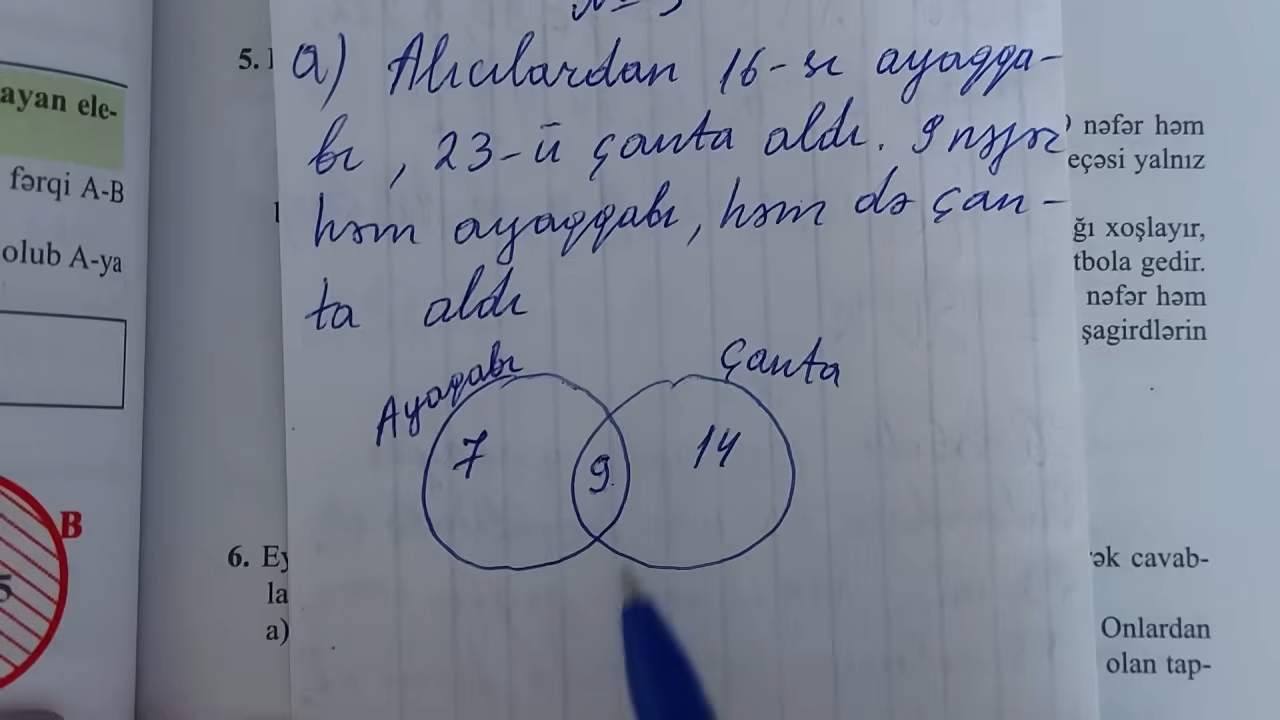 ayan ele-
fərqi A-B
olub A-ya
B
5
5.
a) Alıcılardan 16-sı ayaqqa-
bı, 23-ü çanta aldı. 9 nəfər
həm ayaqqabı, həm də çan-
ta aldı
Ayaqabı
Çanta
7
9
14
nəfər həm
eçəsi yalnız
ğı xoşlayır,
tbola gedir.
nəfər həm
şagirdlərin
6. Ey
la
a)
ək cavab-
Onlardan
olan tap-